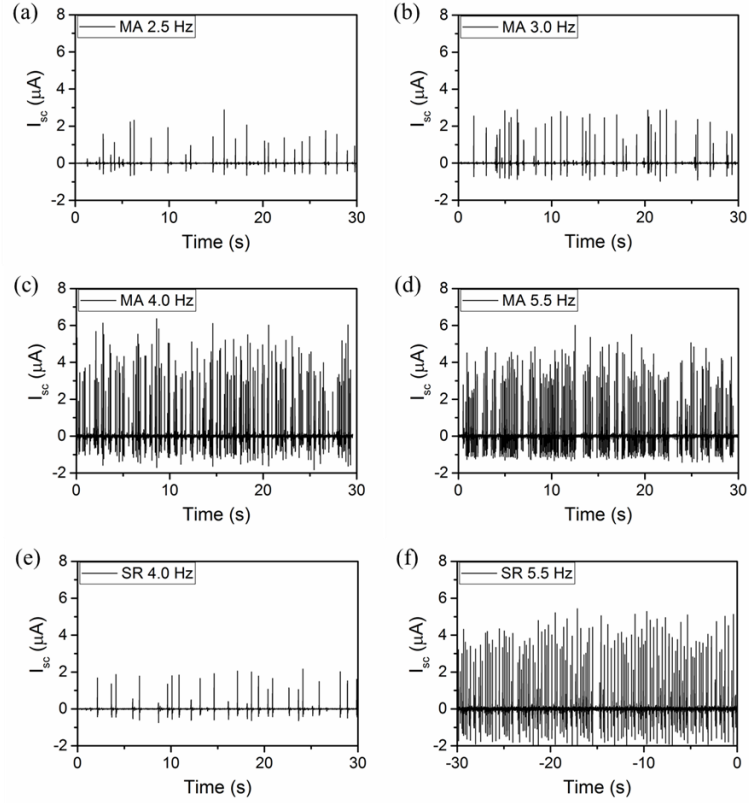 (a)
MA 2.5 Hz
8
6
4
2
0
-2
Isc (μA)
0 10 20 30
Time (s)
(b)
MA 3.0 Hz
8
6
4
2
0
-2
Isc (μA)
0 10 20 30
Time (s)
(c)
MA 4.0 Hz
8
6
4
2
0
-2
Isc (μA)
0 10 20 30
Time (s)
(d)
MA 5.5 Hz
8
6
4
2
0
-2
Isc (μA)
0 10 20 30
Time (s)
(e)
SR 4.0 Hz
8
6
4
2
0
-2
Isc (μA)
0 10 20 30
Time (s)
(f)
SR 5.5 Hz
8
6
4
2
0
-2
Isc (μA)
-30 -20 -10 0
Time (s)